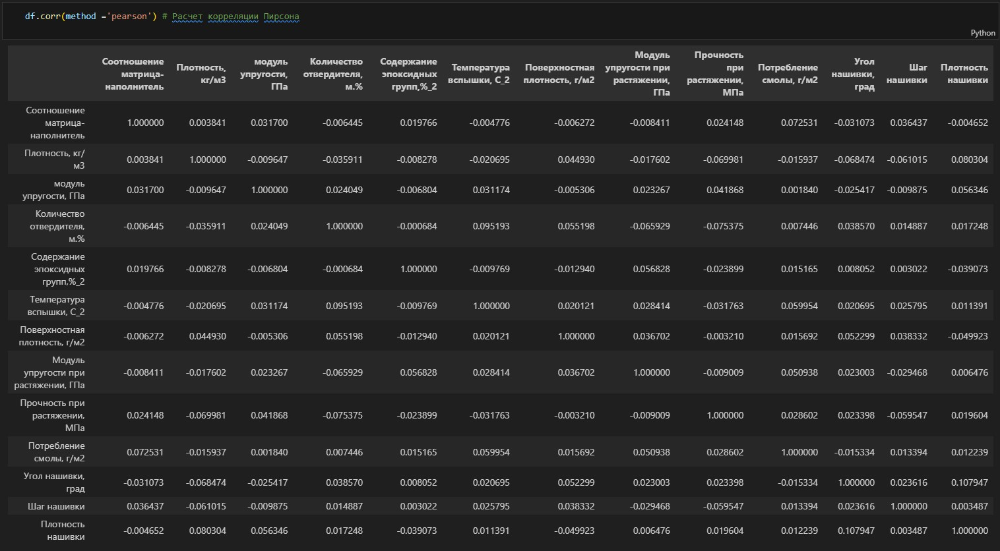 df.corr(method ='pearson') # Расчет корреляции Пирсона
Python
Соотношение матрица-наполнитель Плотность, кг/м3 модуль упругости, ГПа Количество отвердителя, м.% Содержание эпоксидных групп,%_2 Температура вспышки, С_2 Поверхностная плотность, г/м2 Модуль упругости при растяжении, ГПа Прочность при растяжении, МПа Потребление смолы, г/м2 Угол нашивки, град Шаг нашивки Плотность нашивки
Соотношение матрица-наполнитель 1.000000 0.003841 0.031700 -0.006445 0.019766 -0.004776 -0.006272 -0.008411 0.024148 0.072531 -0.031073 0.036437 -0.004652
Плотность, кг/м3 0.003841 1.000000 -0.009647 -0.035911 -0.008278 -0.020695 0.044930 -0.017602 -0.069981 -0.015937 -0.068474 -0.061015 0.080304
модуль упругости, ГПа 0.031700 -0.009647 1.000000 0.024049 -0.006804 0.031174 -0.005306 0.023267 0.041868 0.001840 -0.025417 -0.009875 0.056346
Количество отвердителя, м.% -0.006445 -0.035911 0.024049 1.000000 -0.000684 0.095193 0.055198 -0.065929 -0.075375 0.007446 0.038570 0.014887 0.017248
Содержание эпоксидных групп,%_2 0.019766 -0.008278 -0.006804 -0.000684 1.000000 -0.009769 -0.012940 0.056828 -0.023899 0.015165 0.008052 0.003022 -0.039073
Температура вспышки, С_2 -0.004776 -0.020695 0.031174 0.095193 -0.009769 1.000000 0.020121 0.028414 -0.031763 0.059954 0.020695 0.025795 0.011391
Поверхностная плотность, г/м2 -0.006272 0.044930 -0.005306 0.055198 -0.012940 0.020121 1.000000 0.036702 -0.003210 0.015692 0.052299 0.038332 -0.049923
Модуль упругости при растяжении, ГПа -0.008411 -0.017602 0.023267 -0.065929 0.056828 0.028414 0.036702 1.000000 -0.009009 0.050938 0.023003 -0.029468 0.006476
Прочность при растяжении, МПа 0.024148 -0.069981 0.041868 -0.075375 -0.023899 -0.031763 -0.003210 -0.009009 1.000000 0.028602 0.023398 -0.059547 0.019604
Потребление смолы, г/м2 0.072531 -0.015937 0.001840 0.007446 0.015165 0.059954 0.015692 0.050938 0.028602 1.000000 -0.015334 0.013394 0.012239
Угол нашивки, град -0.031073 -0.068474 -0.025417 0.038570 0.008052 0.020695 0.052299 0.023003 0.023398 -0.015334 1.000000 0.023616 0.107947
Шаг нашивки 0.036437 -0.061015 -0.009875 0.014887 0.003022 0.025795 0.038332 -0.029468 -0.059547 0.013394 0.023616 1.000000 0.003487
Плотность нашивки -0.004652 0.080304 0.056346 0.017248 -0.039073 0.011391 -0.049923 0.006476 0.019604 0.012239 0.107947 0.003487 1.000000